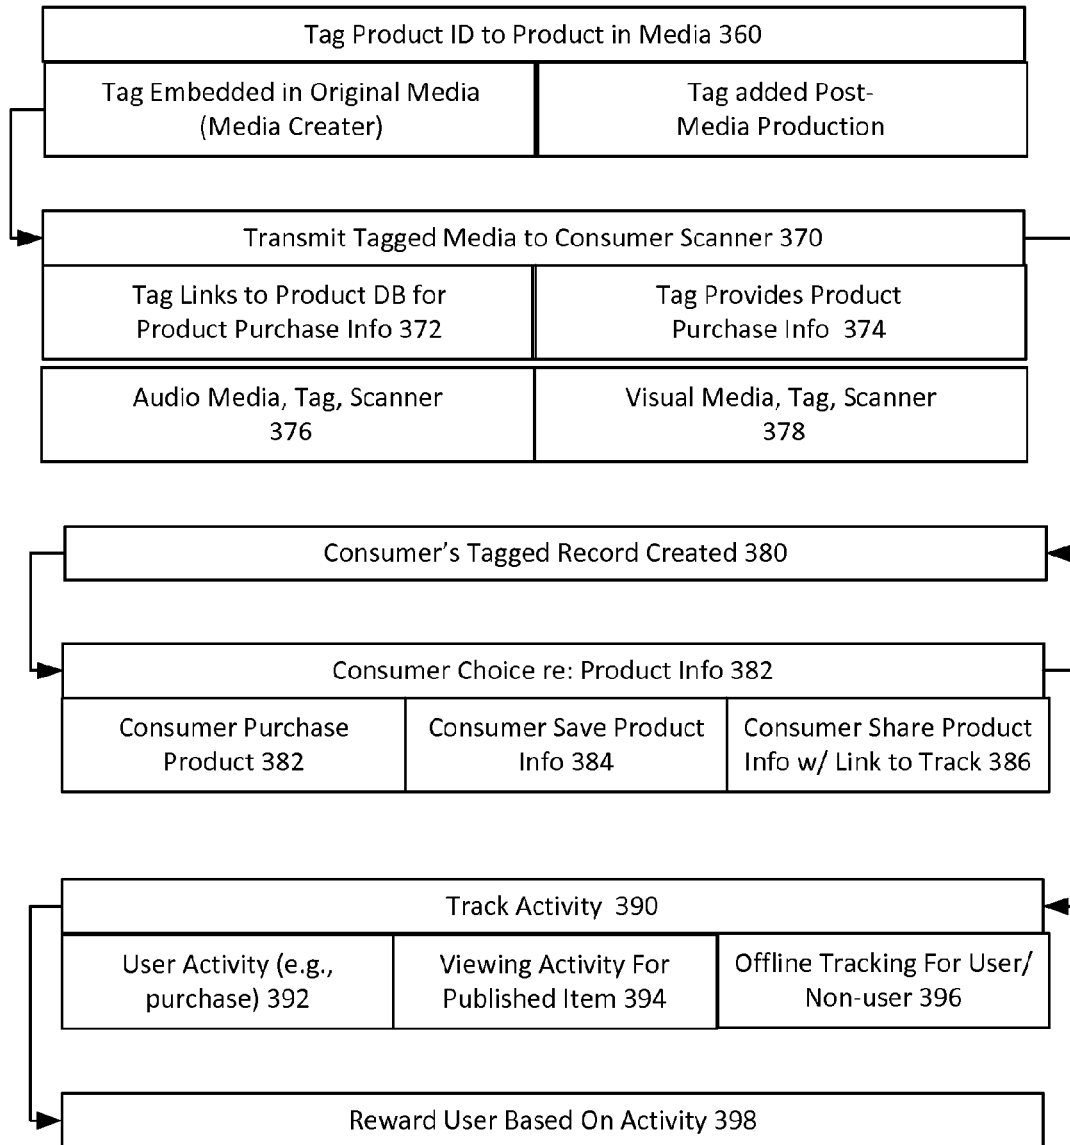 Tag Product ID to Product in Media 360
Tag Embedded in Original Media
(Media Creater)
Tag added Post-
Media Production
Transmit Tagged Media to Consumer Scanner 370
Tag Links to Product DB for
Product Purchase Info 372
Tag Provides Product
Purchase Info 374
Audio Media, Tag, Scanner
376
Visual Media, Tag, Scanner
378
Consumer’s Tagged Record Created 380
Consumer Choice re: Product Info 382
Consumer Purchase
Product 382
Consumer Save Product
Info 384
Consumer Share Product
Info w/ Link to Track 386
Track Activity 390
User Activity (e.g.,
purchase) 392
Viewing Activity For
Published Item 394
Offline Tracking For User/
Non-user 396
Reward User Based On Activity 398